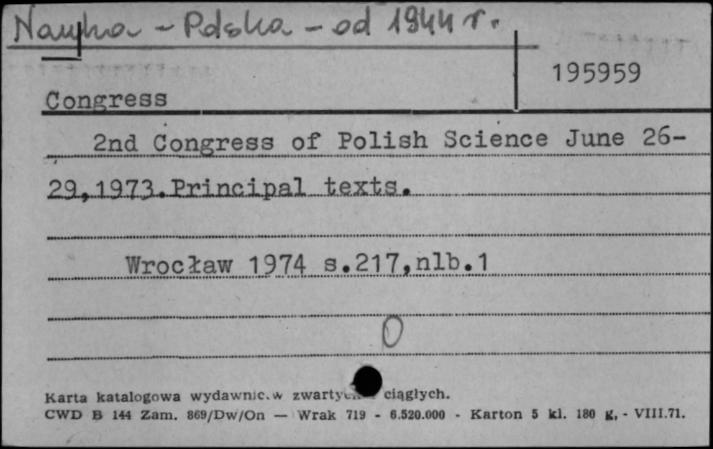 Nauka - Polska - od 1944 r.
195959
Congress
2nd Congress of Polish Science June 26-
29,1973.Principal texts.
Wrocław 1974 s.217,nlb.1
0
Karta katalogowa wydawnic.w zwartych ciągłych.
CWD B 144 Zam. 869/Dw/On — Wrak 719 - 6.520.000 - Karton 5 kl. 180 g, - VIII.71.